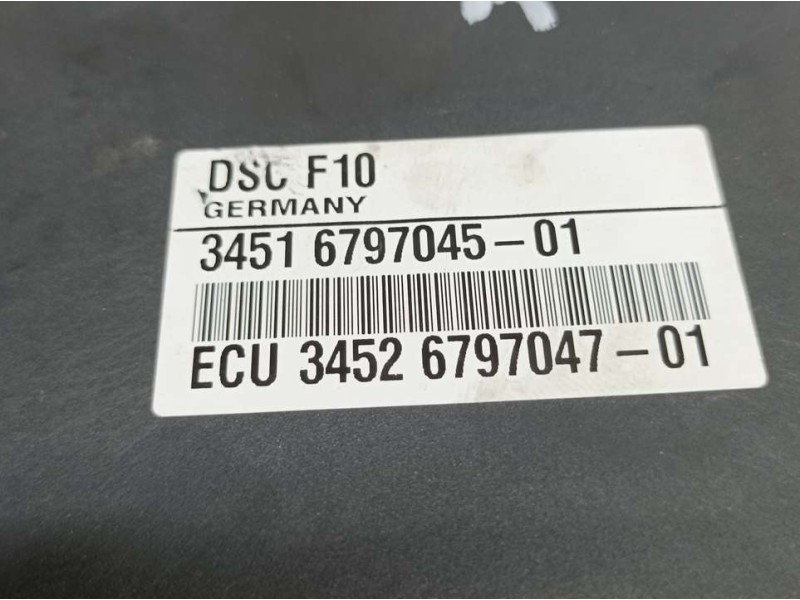 DSC F10
GERMANY
3451 6797045-01
ECU 3452 6797047-01